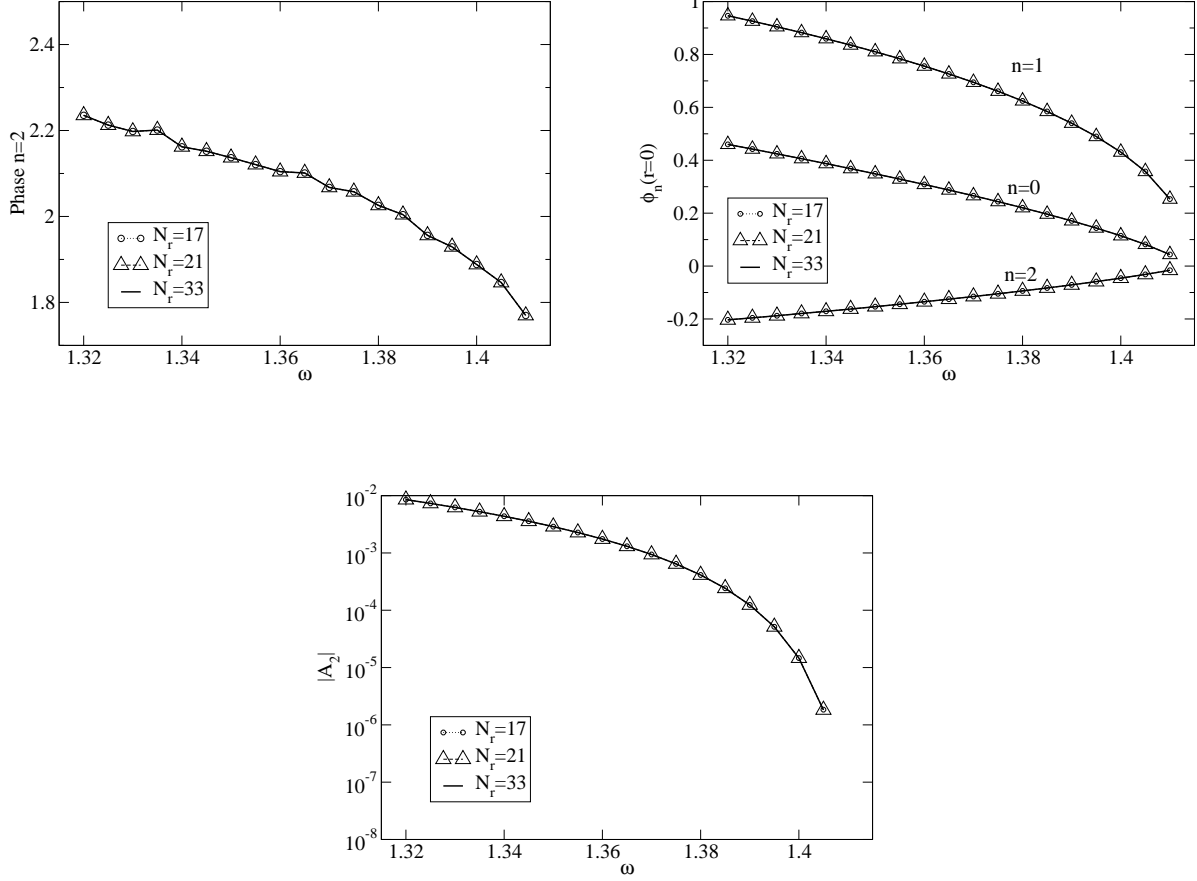 2.4
2.2
2
1.8
Phase n=2
N_r=17
N_r=21
N_r=33
1.32 1.34 1.36 1.38 1.4
ω
1
0.8
0.6
0.4
0.2
0
-0.2
ϕ_n(r=0)
n=1
n=0
n=2
N_r=17
N_r=21
N_r=33
1.32 1.34 1.36 1.38 1.4
ω
10^-2
10^-3
10^-4
10^-5
10^-6
10^-7
10^-8
|A_2|
N_r=17
N_r=21
N_r=33
1.32 1.34 1.36 1.38 1.4
ω